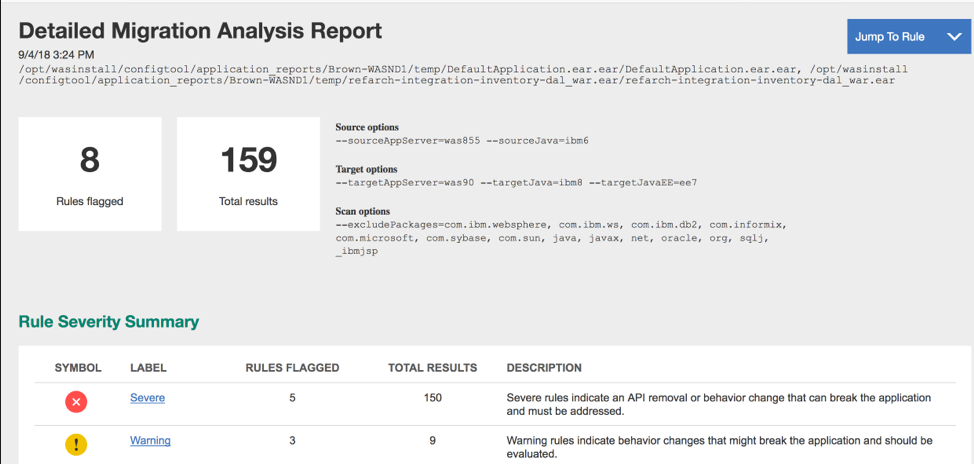 Detailed Migration Analysis Report
Jump To Rule
9/4/18 3:24 PM
/opt/wasinstall/configtool/application_reports/Brown-WASND1/temp/DefaultApplication.ear.ear/DefaultApplication.ear.ear, /opt/wasinstall
/configtool/application_reports/Brown-WASND1/temp/refarch-integration-inventory-dal_war.ear/refarch-integration-inventory-dal_war.ear
8
Rules flagged
159
Total results
Source options
--sourceAppServer=was855 --sourceJava=ibm6
Target options
--targetAppServer=was90 --targetJava=ibm8 --targetJavaEE=ee7
Scan options
--excludePackages=com.ibm.websphere, com.ibm.ws, com.ibm.db2, com.informix,
com.microsoft, com.sybase, com.sun, java, javax, net, oracle, org, sqlj,
_ibmjsp
Rule Severity Summary
SYMBOL LABEL RULES FLAGGED TOTAL RESULTS DESCRIPTION
Severe 5 150 Severe rules indicate an API removal or behavior change that can break the application
and must be addressed.
Warning 3 9 Warning rules indicate behavior changes that might break the application and should be
evaluated.